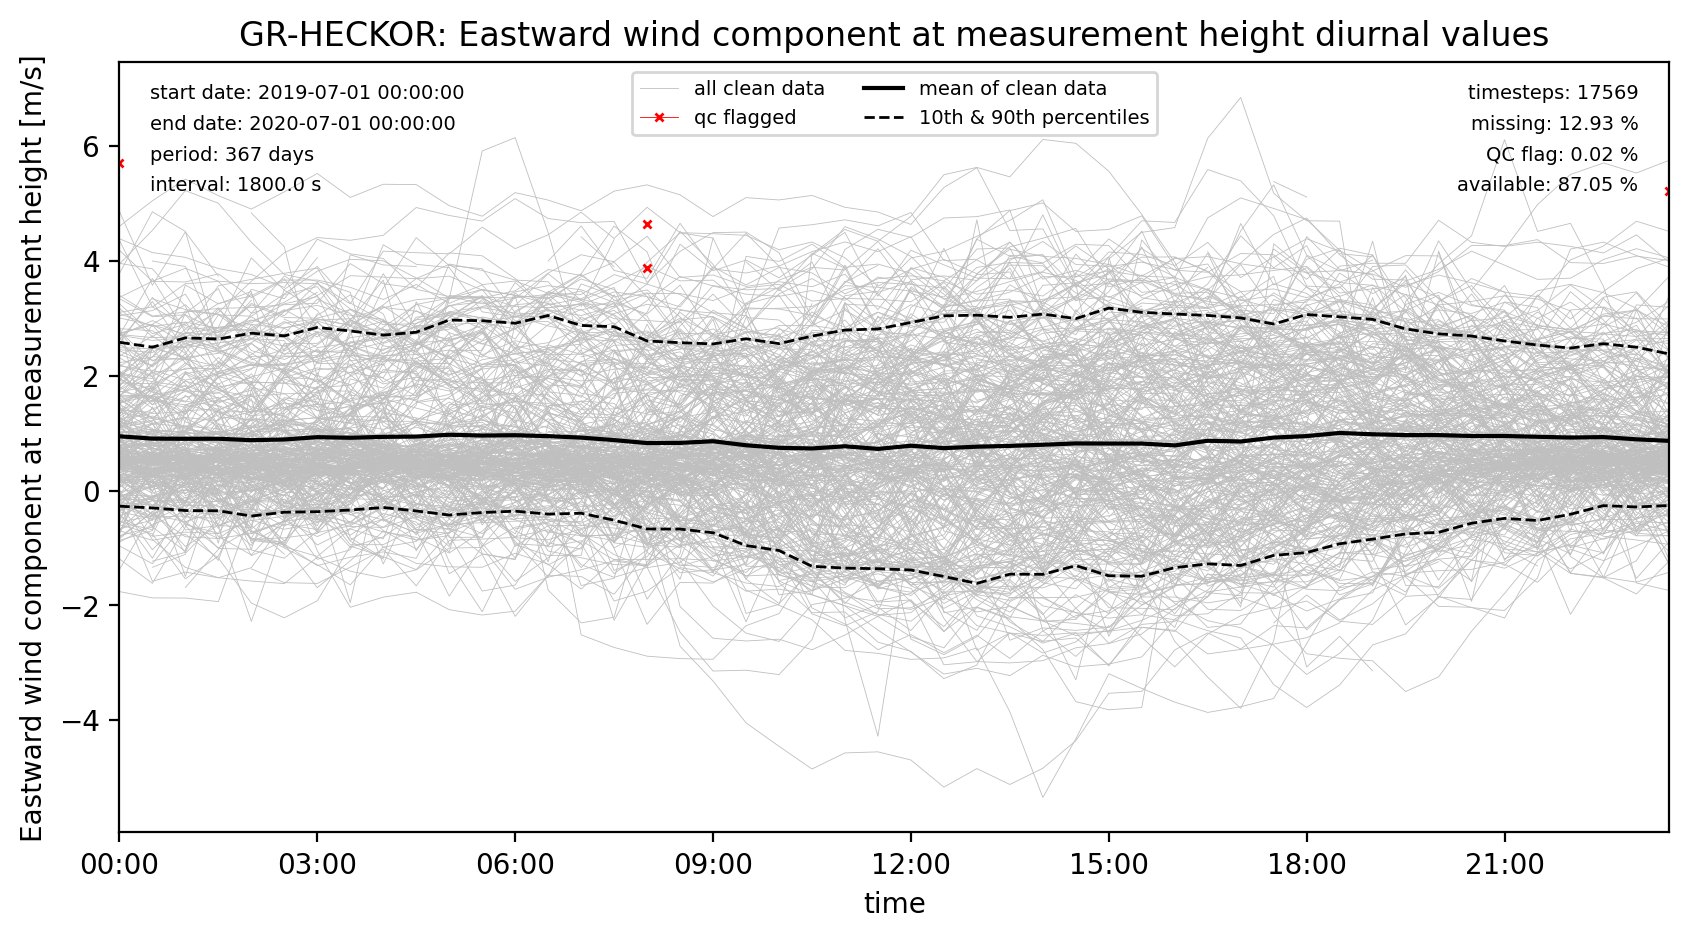 GR-HECKOR: Eastward wind component at measurement height diurnal values
Eastward wind component at measurement height [m/s]
start date: 2019-07-01 00:00:00
end date: 2020-07-01 00:00:00
period: 367 days
interval: 1800.0 s
all clean data
qc flagged
mean of clean data
10th & 90th percentiles
timesteps: 17569
missing: 12.93 %
QC flag: 0.02 %
available: 87.05 %
6
4
2
0
−2
−4
00:00 03:00 06:00 09:00 12:00 15:00 18:00 21:00
time